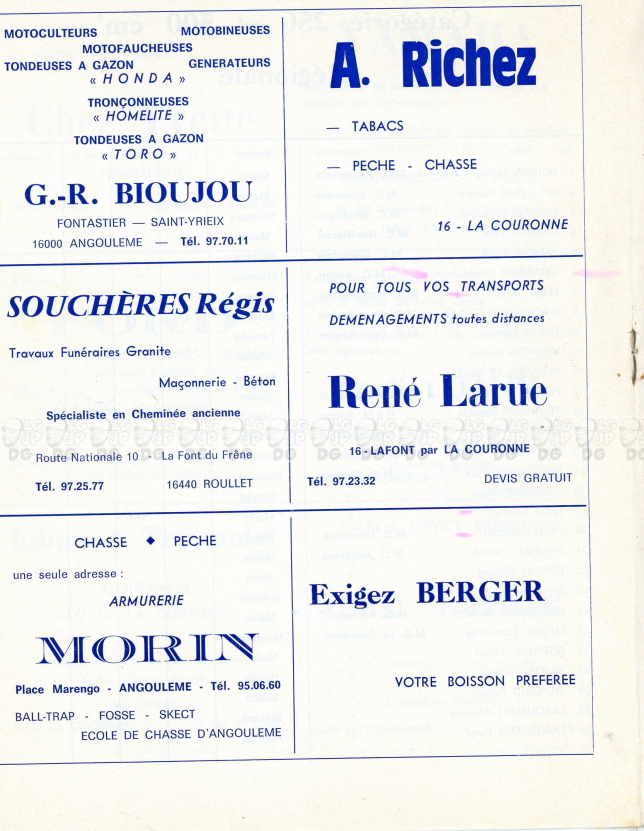 MOTOCULTEURS MOTOBINEUSES
MOTOFAUCHEUSES
TONDEUSES A GAZON GENERATEURS
« HONDA »
TRONÇONNEUSES
« HOMELITE »
TONDEUSES A GAZON
« TORO »
G.-R. BIOUJOU
FONTASTIER — SAINT-YRIEIX
16000 ANGOULEME — Tél. 97.70.11
A. Richez
— TABACS
— PECHE - CHASSE
16 - LA COURONNE
SOUCHÈRES Régis
Travaux Funéraires Granite
Maçonnerie - Béton
Spécialiste en Cheminée ancienne
Route Nationale 10 - La Font du Frêne
Tél. 97.25.77 16440 ROULLET
POUR TOUS VOS TRANSPORTS
DEMENAGEMENTS toutes distances
René Larue
16 - LAFONT par LA COURONNE
Tél. 97.23.32 DEVIS GRATUIT
CHASSE ◆ PECHE
une seule adresse :
ARMURERIE
MORIN
Place Marengo - ANGOULEME - Tél. 95.06.60
BALL-TRAP - FOSSE - SKECT
ECOLE DE CHASSE D'ANGOULEME
Exigez BERGER
VOTRE BOISSON PREFEREE